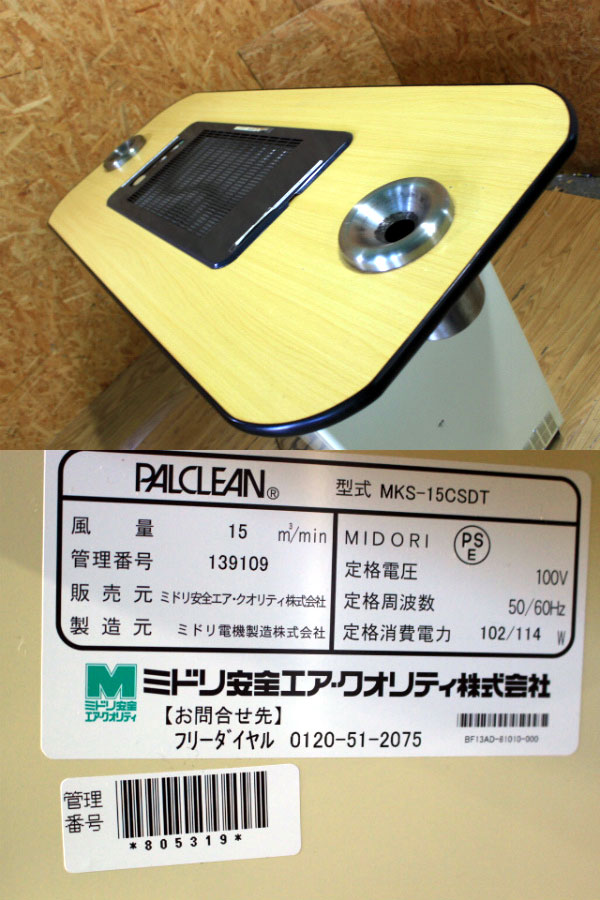 PALCLEAN® 型式 MKS-15CSDT
風量 15 m³/min
管理番号 139109
販売元 ミドリ安全エア・クオリティ株式会社
製造元 ミドリ電機製造株式会社
MIDORI PSE
定格電圧 100V
定格周波数 50/60Hz
定格消費電力 102/114 W
M ミドリ安全エア・クオリティ株式会社
ミドリ安全
エア・クオリティ
【お問合せ先】
フリーダイヤル 0120-51-2075
BF13AD-61010-000
管理
番号
*805319*